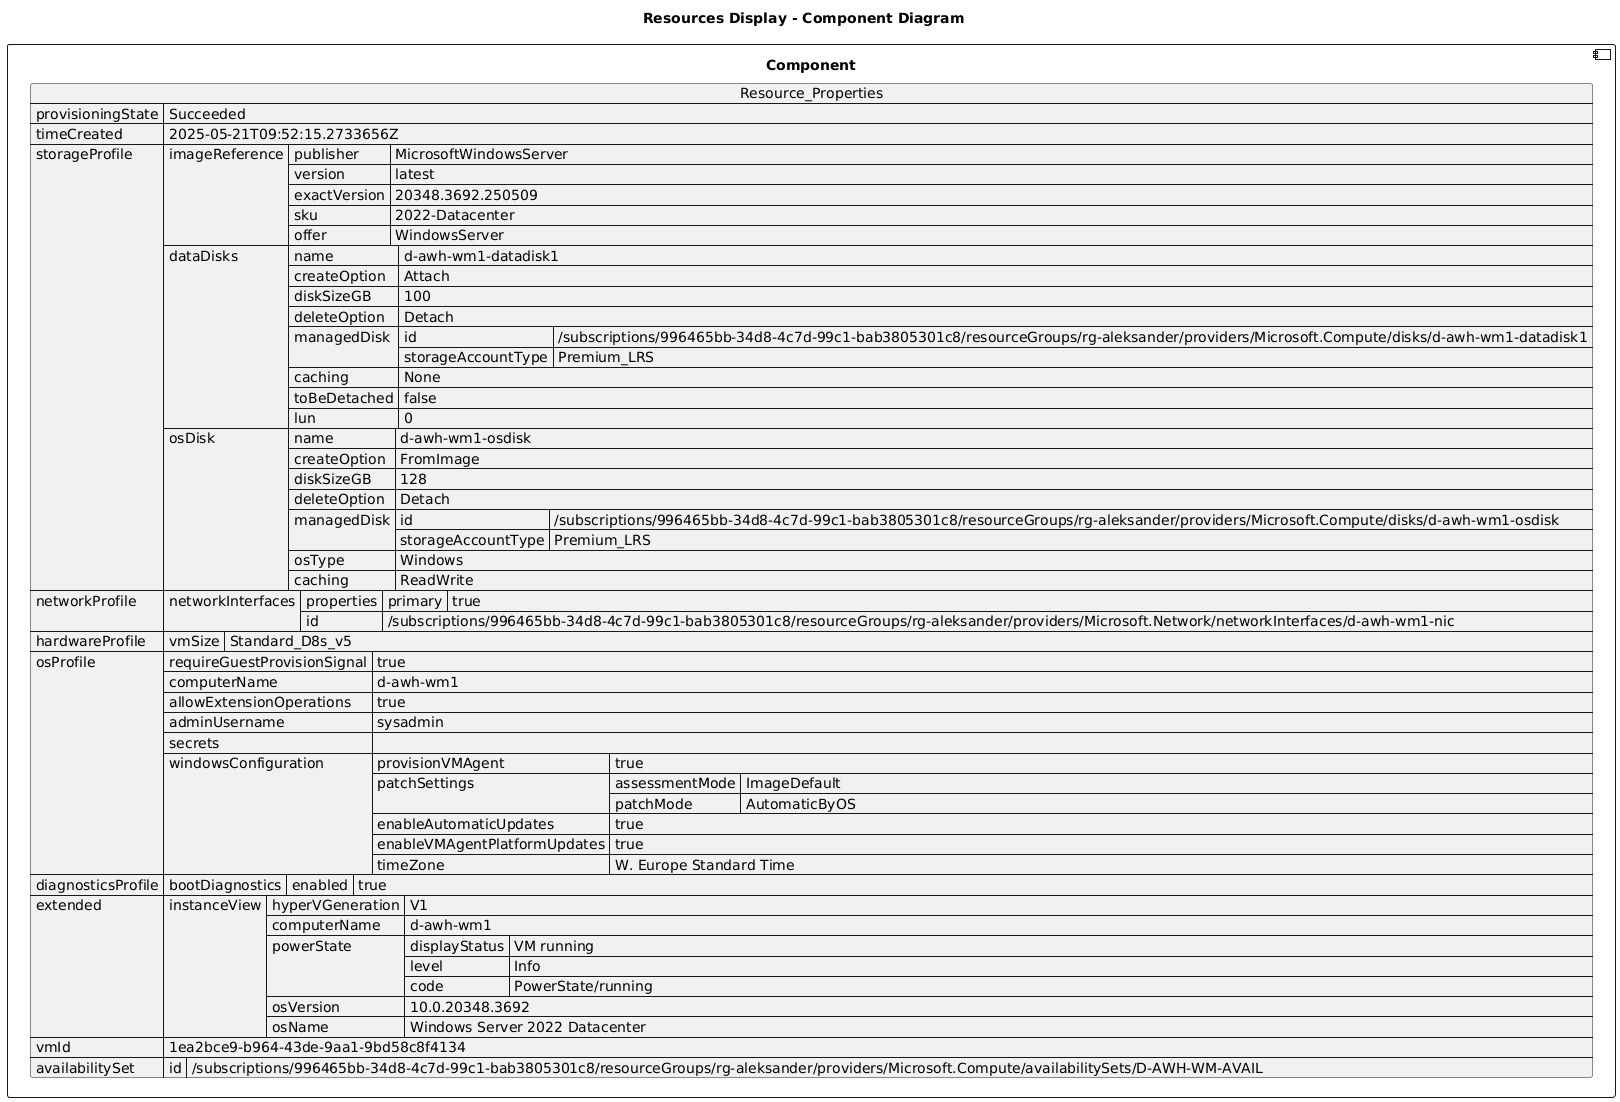 Resources Display - Component Diagram
Component
Resource_Properties
provisioningState Succeeded
timeCreated 2025-05-21T09:52:15.2733656Z
storageProfile imageReference publisher MicrosoftWindowsServer
version latest
exactVersion 20348.3692.250509
sku 2022-Datacenter
offer WindowsServer
dataDisks name d-awh-wm1-datadisk1
createOption Attach
diskSizeGB 100
deleteOption Detach
managedDisk id /subscriptions/996465bb-34d8-4c7d-99c1-bab3805301c8/resourceGroups/rg-aleksander/providers/Microsoft.Compute/disks/d-awh-wm1-datadisk1
storageAccountType Premium_LRS
caching None
toBeDetached false
lun 0
osDisk name d-awh-wm1-osdisk
createOption FromImage
diskSizeGB 128
deleteOption Detach
managedDisk id /subscriptions/996465bb-34d8-4c7d-99c1-bab3805301c8/resourceGroups/rg-aleksander/providers/Microsoft.Compute/disks/d-awh-wm1-osdisk
storageAccountType Premium_LRS
osType Windows
caching ReadWrite
networkProfile networkInterfaces properties primary true
id /subscriptions/996465bb-34d8-4c7d-99c1-bab3805301c8/resourceGroups/rg-aleksander/providers/Microsoft.Network/networkInterfaces/d-awh-wm1-nic
hardwareProfile vmSize Standard_D8s_v5
osProfile requireGuestProvisionSignal true
computerName d-awh-wm1
allowExtensionOperations true
adminUsername sysadmin
secrets
windowsConfiguration provisionVMAgent true
patchSettings assessmentMode ImageDefault
patchMode AutomaticByOS
enableAutomaticUpdates true
enableVMAgentPlatformUpdates true
timeZone W. Europe Standard Time
diagnosticsProfile bootDiagnostics enabled true
extended instanceView hyperVGeneration V1
computerName d-awh-wm1
powerState displayStatus VM running
level Info
code PowerState/running
osVersion 10.0.20348.3692
osName Windows Server 2022 Datacenter
vmId 1ea2bce9-b964-43de-9aa1-9bd58c8f4134
availabilitySet id /subscriptions/996465bb-34d8-4c7d-99c1-bab3805301c8/resourceGroups/rg-aleksander/providers/Microsoft.Compute/availabilitySets/D-AWH-WM-AVAIL